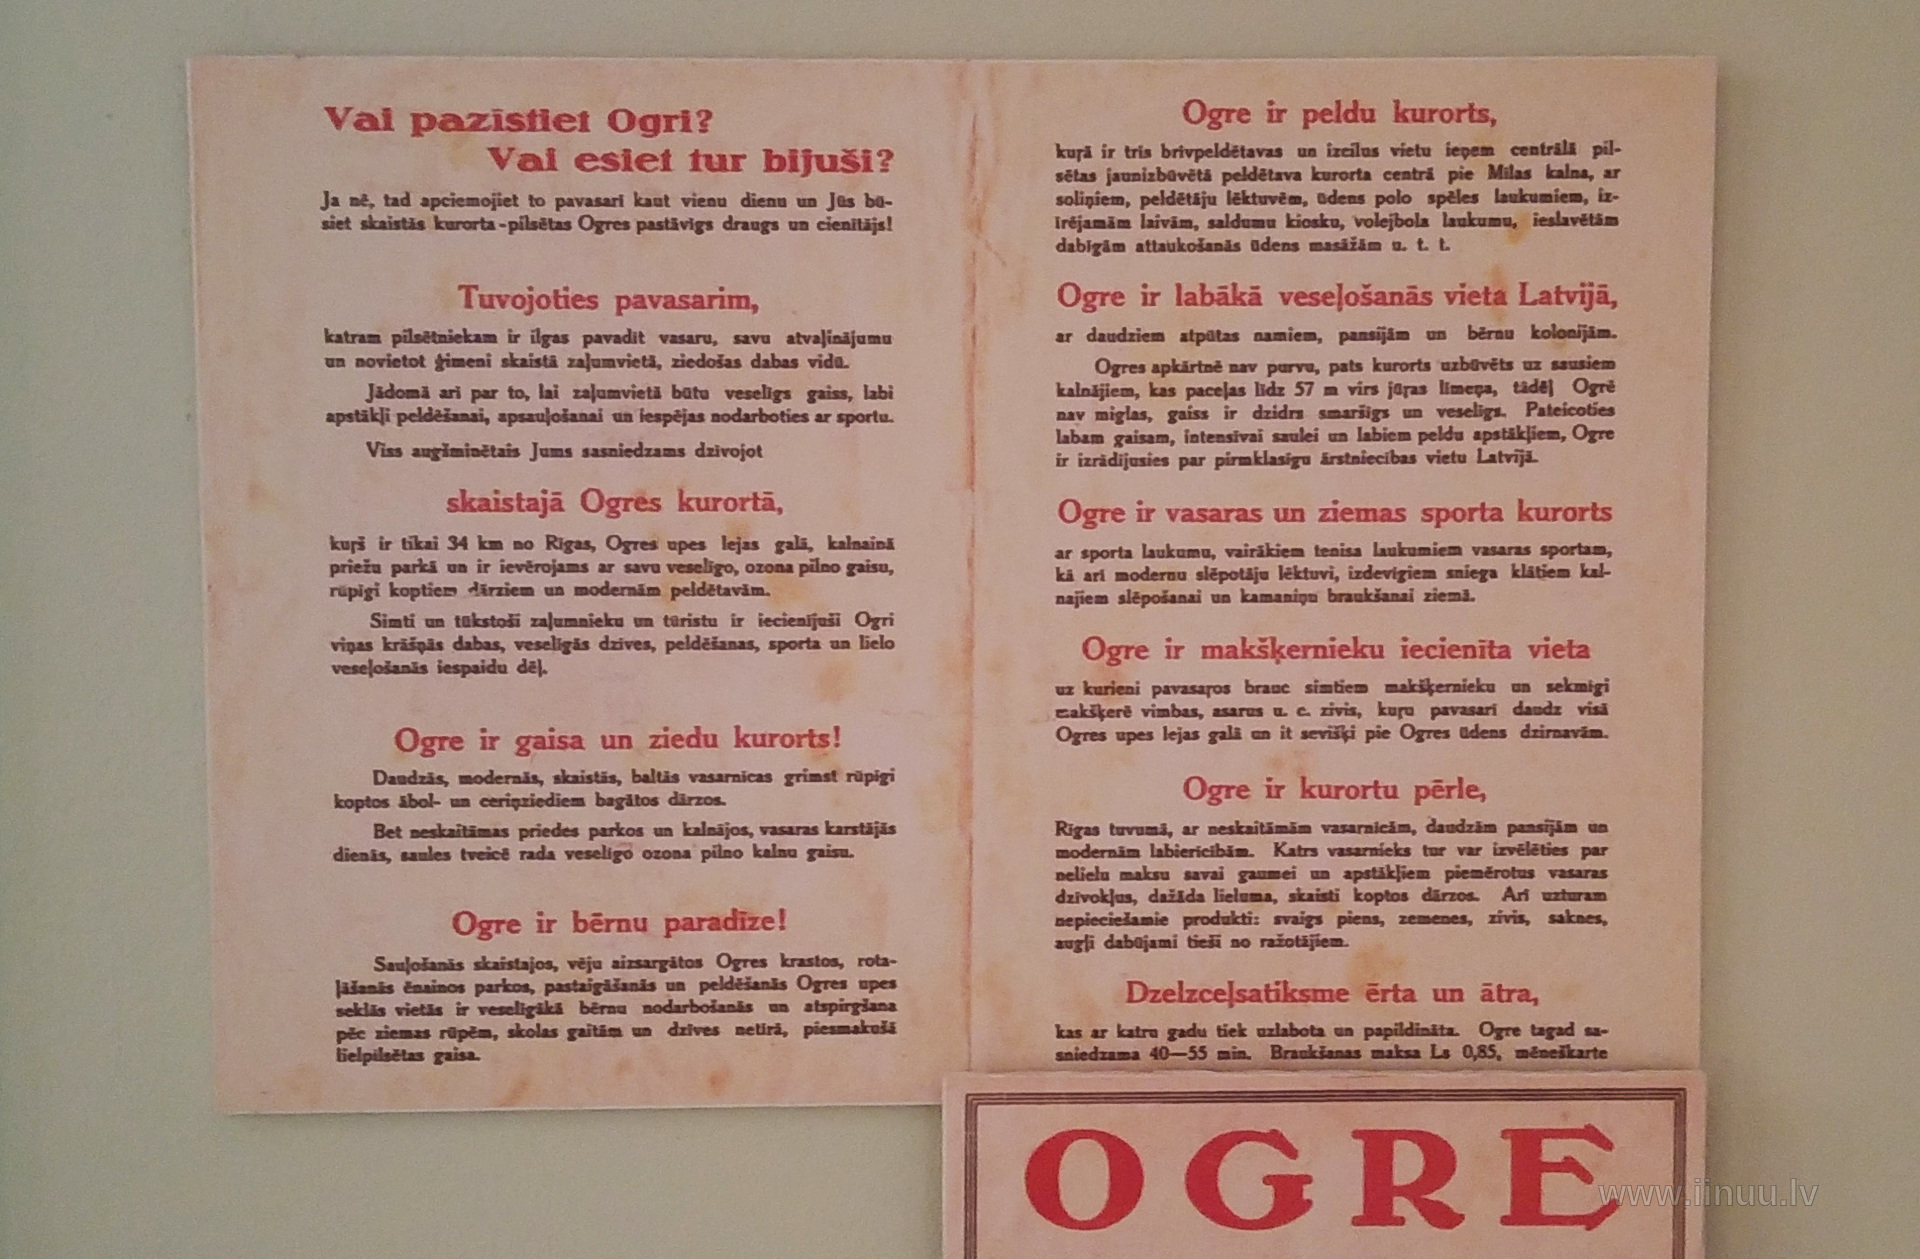 Vai pazīstiet Ogri?
Vai esiet tur bijuši?
Ja nē, tad apciemojiet to pavasarī kaut vienu dienu un Jūs bū-
siet skaistās kurorta-pilsētas Ogres pastāvīgs draugs un cienītājs!
Tuvojoties pavasarim,
katram pilsētniekam ir ilgas pavadīt vasaru, savu atvaļinājumu
un novietot ģimeni skaistā zaļumvietā, ziedošas dabas vidū.
Jādomā arī par to, lai zaļumvietā būtu veselīgs gaiss, labi
apstākļi peldēšanai, apsauļošanai un iespējas nodarboties ar sportu.
Viss augšminētais Jums sasniedzams dzīvojot
skaistajā Ogres kurortā,
kuŗš ir tikai 34 km no Rīgas, Ogres upes lejas galā, kalnainā
priežu parkā un ir ievērojams ar savu veselīgo, ozona pilno gaisu,
rūpīgi koptiem dārziem un modernām peldētavām.
Simti un tūkstoši zaļumnieku un tūristu ir iecienījuši Ogri
viņas krāšņās dabas, veselīgās dzīves, peldēšanas, sporta un lielo
veseļošanās iespaidu dēļ.
Ogre ir gaisa un ziedu kurorts!
Daudzās, modernās, skaistās, baltās vasarnīcas grimst rūpīgi
koptos ābol- un ceriņziediem bagātos dārzos.
Bet neskaitāmas priedes parkos un kalnājos, vasaras karstājās
dienās, saules tveicē rada veselīgo ozona pilno kalnu gaisu.
Ogre ir bērnu paradīze!
Sauļošanās skaistajos, vēju aizsargātos Ogres krastos, rota-
ļāšanās ēnainos parkos, pastaigāšanās un peldēšanās Ogres upes
seklās vietās ir veselīgākā bērnu nodarbošanās un atspirgšana
pēc ziemas rūpēm, skolas gaitām un dzīves netīrā, piesmakušā
lielpilsētas gaisa.
Ogre ir peldu kurorts,
kuŗā ir tris brīvpeldētavas un izcilus vietu ieņem centrālā pil-
sētas jaunizbūvētā peldētava kurorta centrā pie Mīlas kalna, ar
soliņiem, peldētāju lēktuvēm, ūdens polo spēles laukumiem, iz-
īrējamām laivām, saldumu kiosku, volejbola laukumu, ieslavētām
dabīgām attaukošanās ūdens masāžām u. t. t.
Ogre ir labākā veseļošanās vieta Latvijā,
ar daudziem atpūtas namiem, pansijām un bērnu kolonijām.
Ogres apkārtnē nav purvu, pats kurorts uzbūvēts uz sausiem
kalnājiem, kas paceļas līdz 57 m virs jūŗas līmeņa, tādēļ Ogrē
nav miglas, gaiss ir dzidrs smaršīgs un veselīgs. Pateicoties
labam gaisam, intensīvai saulei un labiem peldu apstākļiem, Ogre
ir izrādījusies par pirmklasīgu ārstniecības vietu Latvijā.
Ogre ir vasaras un ziemas sporta kurorts
ar sporta laukumu, vairākiem tenisa laukumiem vasaras sportam,
kā arī modernu slēpotāju lēktuvi, izdevīgiem sniega klātiem kal-
najiem slēpošanai un kamaniņu braukšanai ziemā.
Ogre ir makšķernieku iecienīta vieta
uz kurieni pavasaŗos brauc simtiem makšķernieku un sekmīgi
makšķerē vimbas, asarus u. c. zivis, kuŗu pavasarī daudz visā
Ogres upes lejas galā un it sevišķi pie Ogres ūdens dzirnavām.
Ogre ir kurortu pērle,
Rīgas tuvumā, ar neskaitāmām vasarnīcām, daudzām pansijām un
modernām labierīcībām. Katrs vasarnieks tur var izvēlēties par
nelielu maksu savai gaumei un apstākļiem piemērotus vasaras
dzīvokļus, dažāda lieluma, skaisti koptos dārzos. Arī uzturam
nepieciešamie produkti: svaigs piens, zemenes, zivis, saknes,
augļi dabūjami tieši no ražotājiem.
Dzelzceļsatiksme ērta un ātra,
kas ar katru gadu tiek uzlabota un papildināta. Ogre tagad sa-
sniedzama 40—55 min. Braukšanas maksa Ls 0,85, mēneškarte
OGRE
www.iinuu.lv